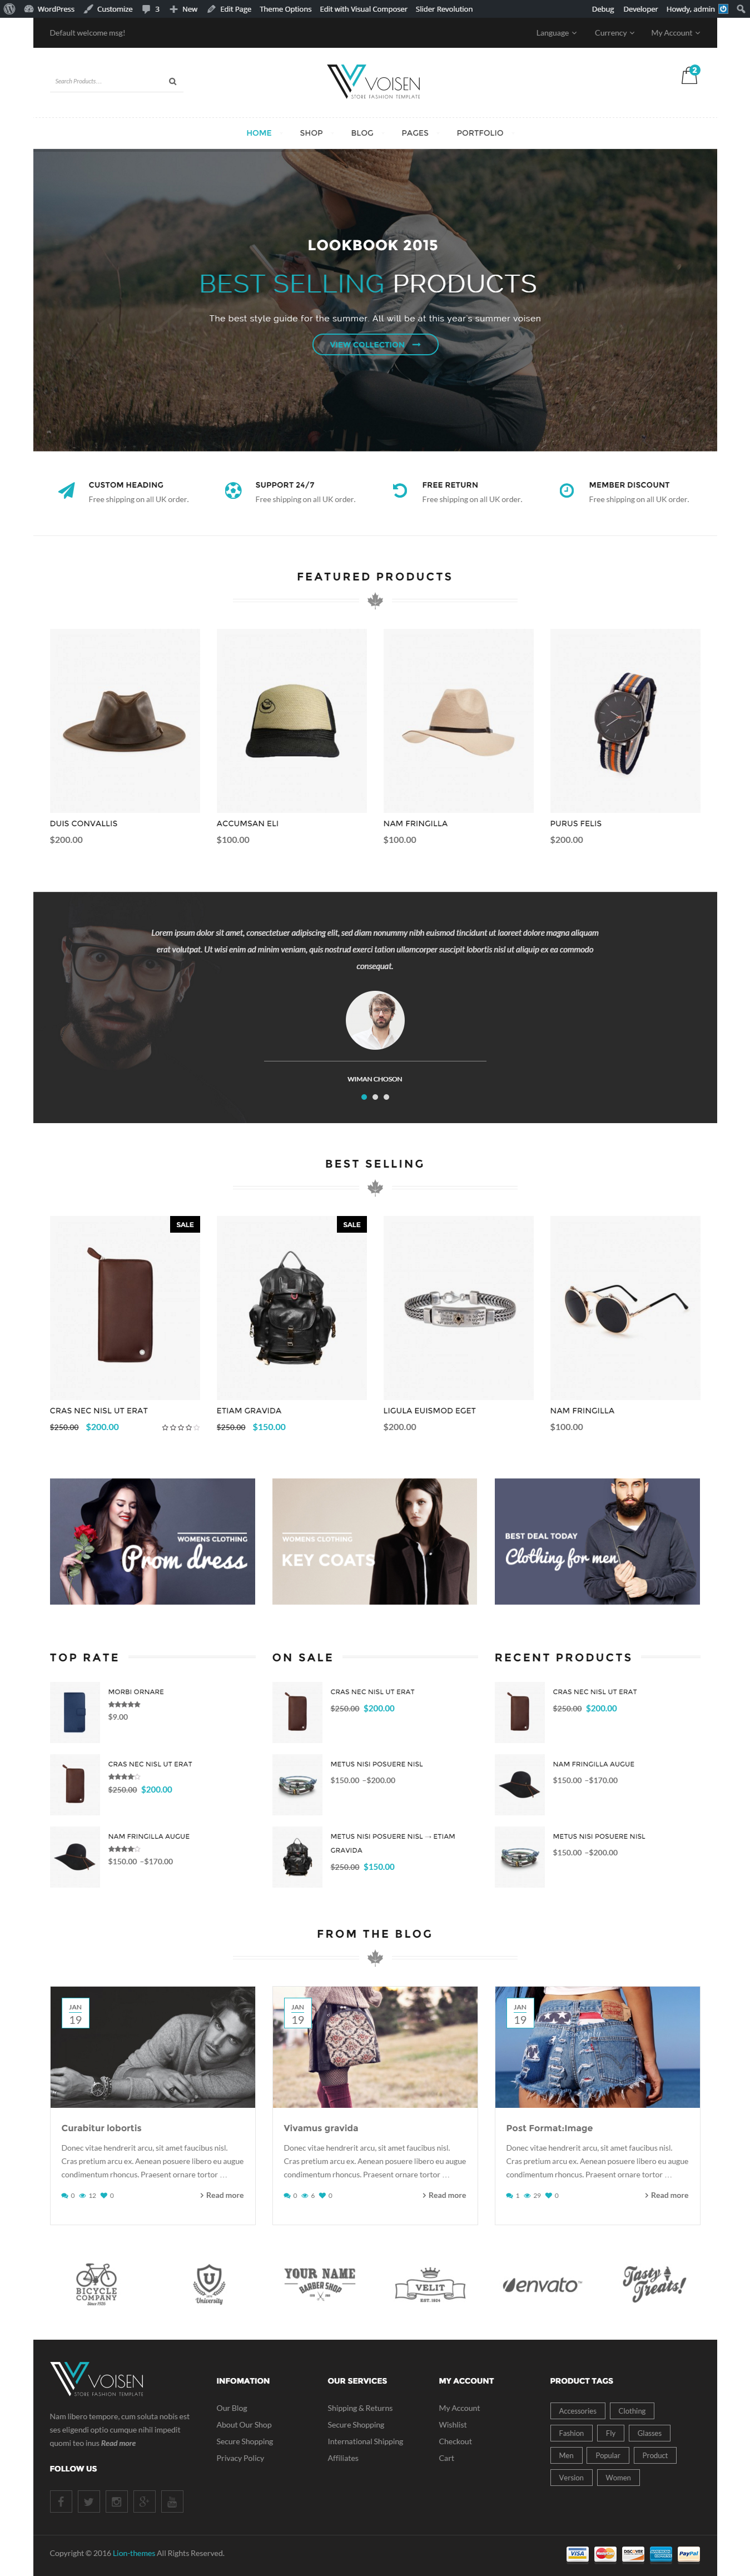 WordPress Customize 3 New Edit Page Theme Options Edit with Visual Composer Slider Revolution Debug Developer Howdy, admin
Default welcome msg! Language Currency My Account
Search Products ...
VOISEN
STORE FASHION TEMPLATE
2
HOME SHOP BLOG PAGES PORTFOLIO
LOOKBOOK 2015
BEST SELLING PRODUCTS
The best style guide for the summer. All will be at this year's summer voisen
VIEW COLLECTION
CUSTOM HEADING
Free shipping on all UK order.
SUPPORT 24/7
Free shipping on all UK order.
FREE RETURN
Free shipping on all UK order.
MEMBER DISCOUNT
Free shipping on all UK order.
FEATURED PRODUCTS
DUIS CONVALLIS
$200.00
ACCUMSAN ELI
$100.00
NAM FRINGILLA
$100.00
PURUS FELIS
$200.00
Lorem ipsum dolor sit amet, consectetuer adipiscing elit, sed diam nonummy nibh euismod tincidunt ut laoreet dolore magna aliquam
erat volutpat. Ut wisi enim ad minim veniam, quis nostrud exerci tation ullamcorper suscipit lobortis nisl ut aliquip ex ea commodo
consequat.
WIMAN CHOSON
BEST SELLING
SALE
CRAS NEC NISL UT ERAT
$250.00 $200.00
SALE
ETIAM GRAVIDA
$250.00 $150.00
LIGULA EUISMOD EGET
$200.00
NAM FRINGILLA
$100.00
WOMENS CLOTHING
Prom dress
WOMENS CLOTHING
KEY COATS
BEST DEAL TODAY
Clothing for men
TOP RATE
MORBI ORNARE
$9.00
CRAS NEC NISL UT ERAT
$250.00 $200.00
NAM FRINGILLA AUGUE
$150.00 –$170.00
ON SALE
CRAS NEC NISL UT ERAT
$250.00 $200.00
METUS NISI POSUERE NISL
$150.00 –$200.00
METUS NISI POSUERE NISL → ETIAM
GRAVIDA
$250.00 $150.00
RECENT PRODUCTS
CRAS NEC NISL UT ERAT
$250.00 $200.00
NAM FRINGILLA AUGUE
$150.00 –$170.00
METUS NISI POSUERE NISL
$150.00 –$200.00
FROM THE BLOG
JAN
19
Curabitur lobortis
Donec vitae hendrerit arcu, sit amet faucibus nisl.
Cras pretium arcu ex. Aenean posuere libero eu augue
condimentum rhoncus. Praesent ornare tortor …
0 12 0 Read more
JAN
19
Vivamus gravida
Donec vitae hendrerit arcu, sit amet faucibus nisl.
Cras pretium arcu ex. Aenean posuere libero eu augue
condimentum rhoncus. Praesent ornare tortor …
0 6 0 Read more
JAN
19
Post Format:Image
Donec vitae hendrerit arcu, sit amet faucibus nisl.
Cras pretium arcu ex. Aenean posuere libero eu augue
condimentum rhoncus. Praesent ornare tortor …
1 29 0 Read more
BICYCLE
COMPANY
Since 1920
U
University
YOUR NAME
BARBER SHOP
VELIT
EST. 1854
envato
Tasty
Treats!
VOISEN
STORE FASHION TEMPLATE
Nam libero tempore, cum soluta nobis est
ses eligendi optio cumque nihil impedit
quomi teo inus Read more
FOLLOW US
INFOMATION
Our Blog
About Our Shop
Secure Shopping
Privacy Policy
OUR SERVICES
Shipping & Returns
Secure Shopping
International Shipping
Affiliates
MY ACCOUNT
My Account
Wishlist
Checkout
Cart
PRODUCT TAGS
Accessories Clothing
Fashion Fly Glasses
Men Popular Product
Version Women
Copyright © 2016 Lion-themes All Rights Reserved.
VISA MasterCard DISCOVER PayPal